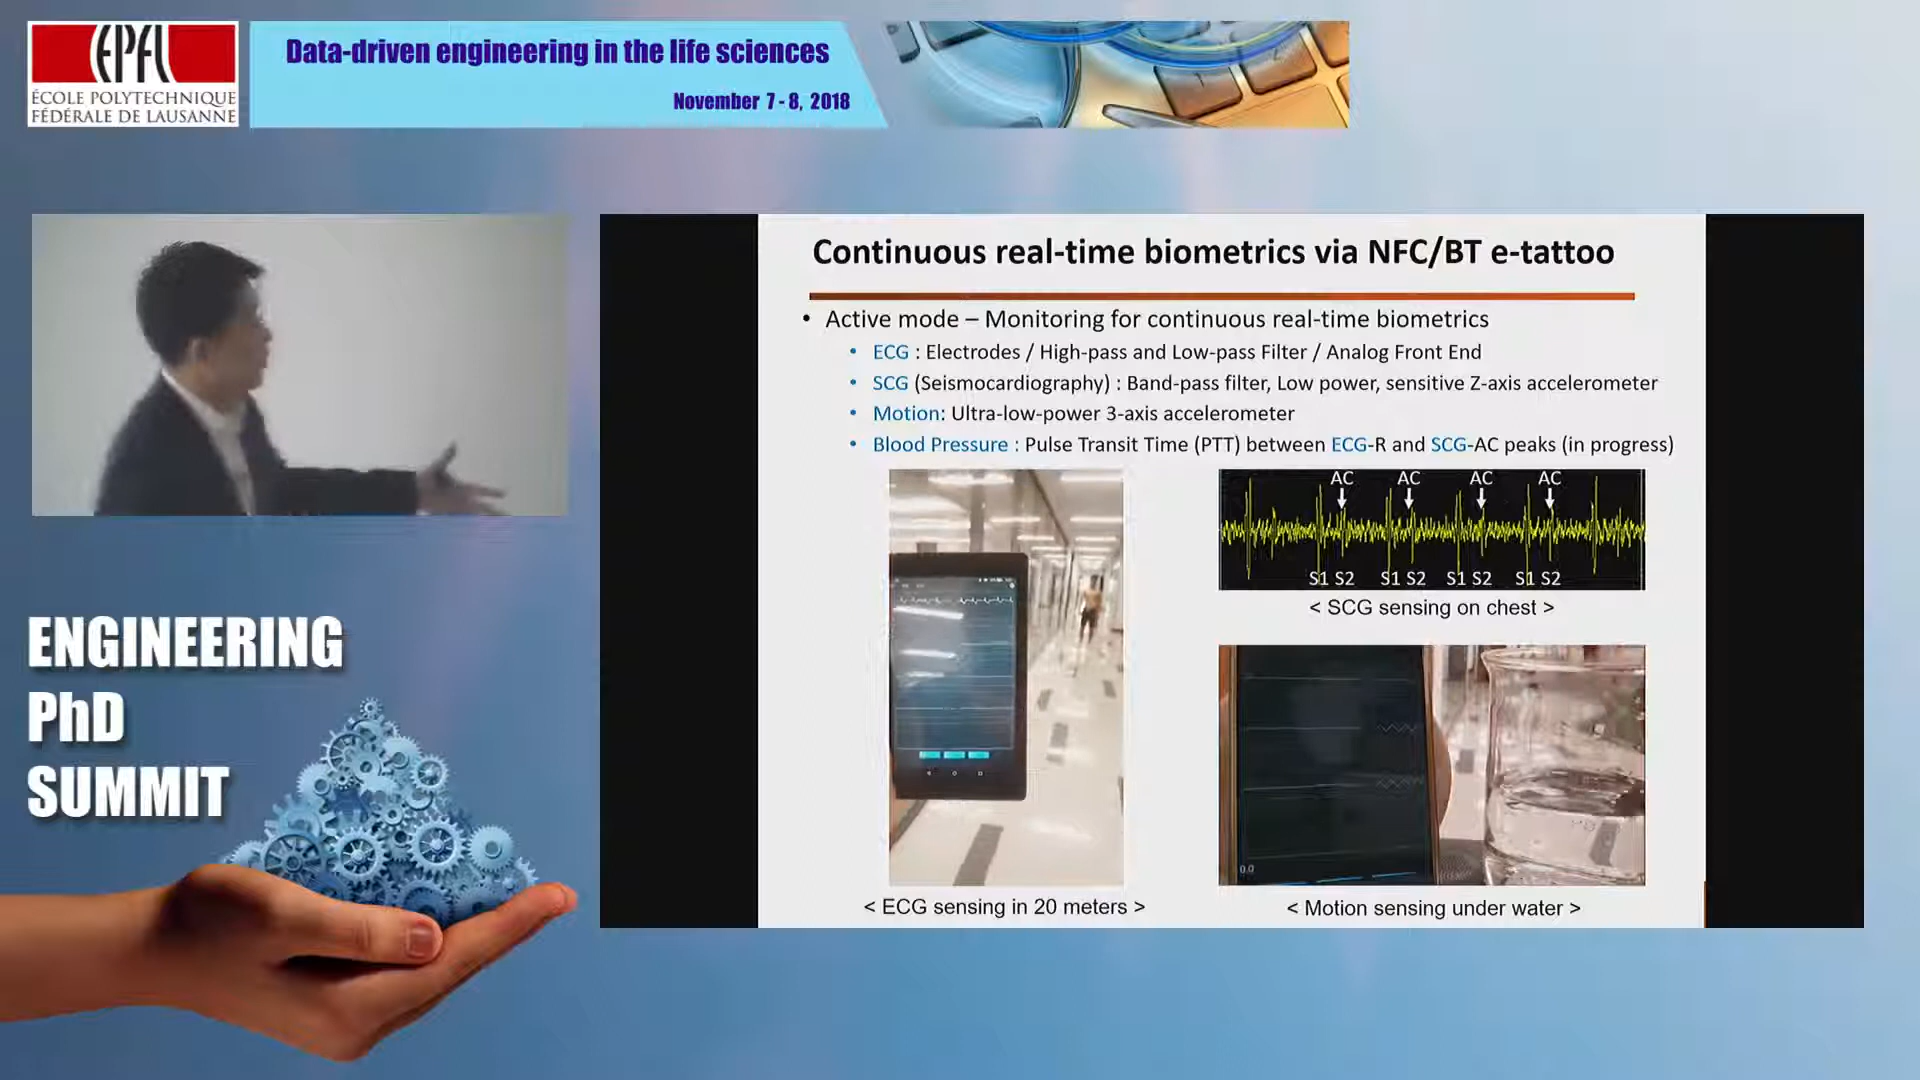 EPFL
ÉCOLE POLYTECHNIQUE
FÉDÉRALE DE LAUSANNE
Data-driven engineering in the life sciences
November 7 - 8, 2018
Continuous real-time biometrics via NFC/BT e-tattoo
• Active mode – Monitoring for continuous real-time biometrics
• ECG : Electrodes / High-pass and Low-pass Filter / Analog Front End
• SCG (Seismocardiography) : Band-pass filter, Low power, sensitive Z-axis accelerometer
• Motion: Ultra-low-power 3-axis accelerometer
• Blood Pressure : Pulse Transit Time (PTT) between ECG-R and SCG-AC peaks (in progress)
AC AC AC AC
S1 S2 S1 S2 S1 S2 S1 S2
< SCG sensing on chest >
0.0
< ECG sensing in 20 meters >
< Motion sensing under water >
ENGINEERING
PhD
SUMMIT